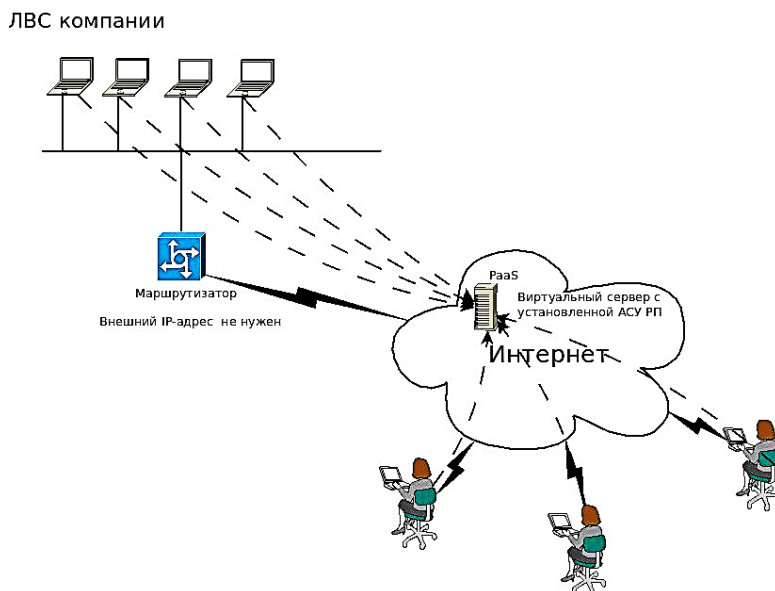 ЛВС компании
Маршрутизатор
Внешний IP-адрес не нужен
PaaS
Виртуальный сервер с
установленной АСУ РП
Интернет